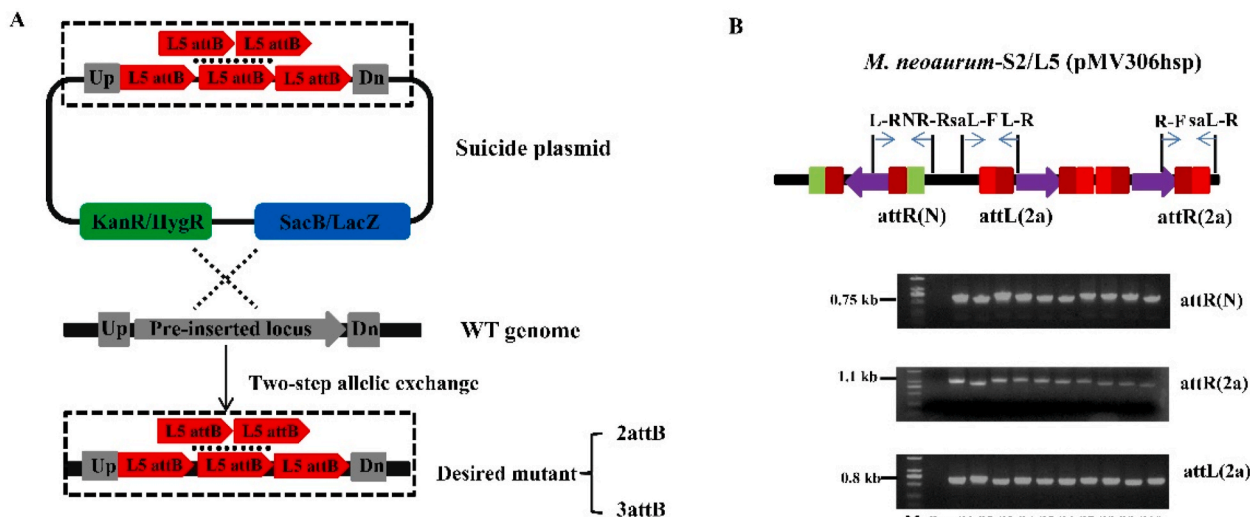 A
L5 attB L5 attB
Up L5 attB L5 attB L5 attB Dn
Suicide plasmid
KanR/HygR SacB/LacZ
Up Pre-inserted locus Dn
WT genome
Two-step allelic exchange
L5 attB L5 attB
Up L5 attB L5 attB L5 attB Dn
Desired mutant
2attB
3attB
B
M. neoaurum-S2/L5 (pMV306hsp)
L-RNR-RsaL-F L-R R-F saL-R
attR(N) attL(2a) attR(2a)
0.75 kb attR(N)
1.1 kb attR(2a)
0.8 kb attL(2a)